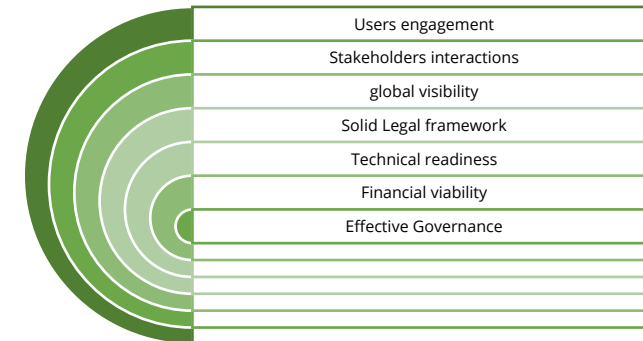 Users engagement
Stakeholders interactions
global visibility
Solid Legal framework
Technical readiness
Financial viability
Effective Governance